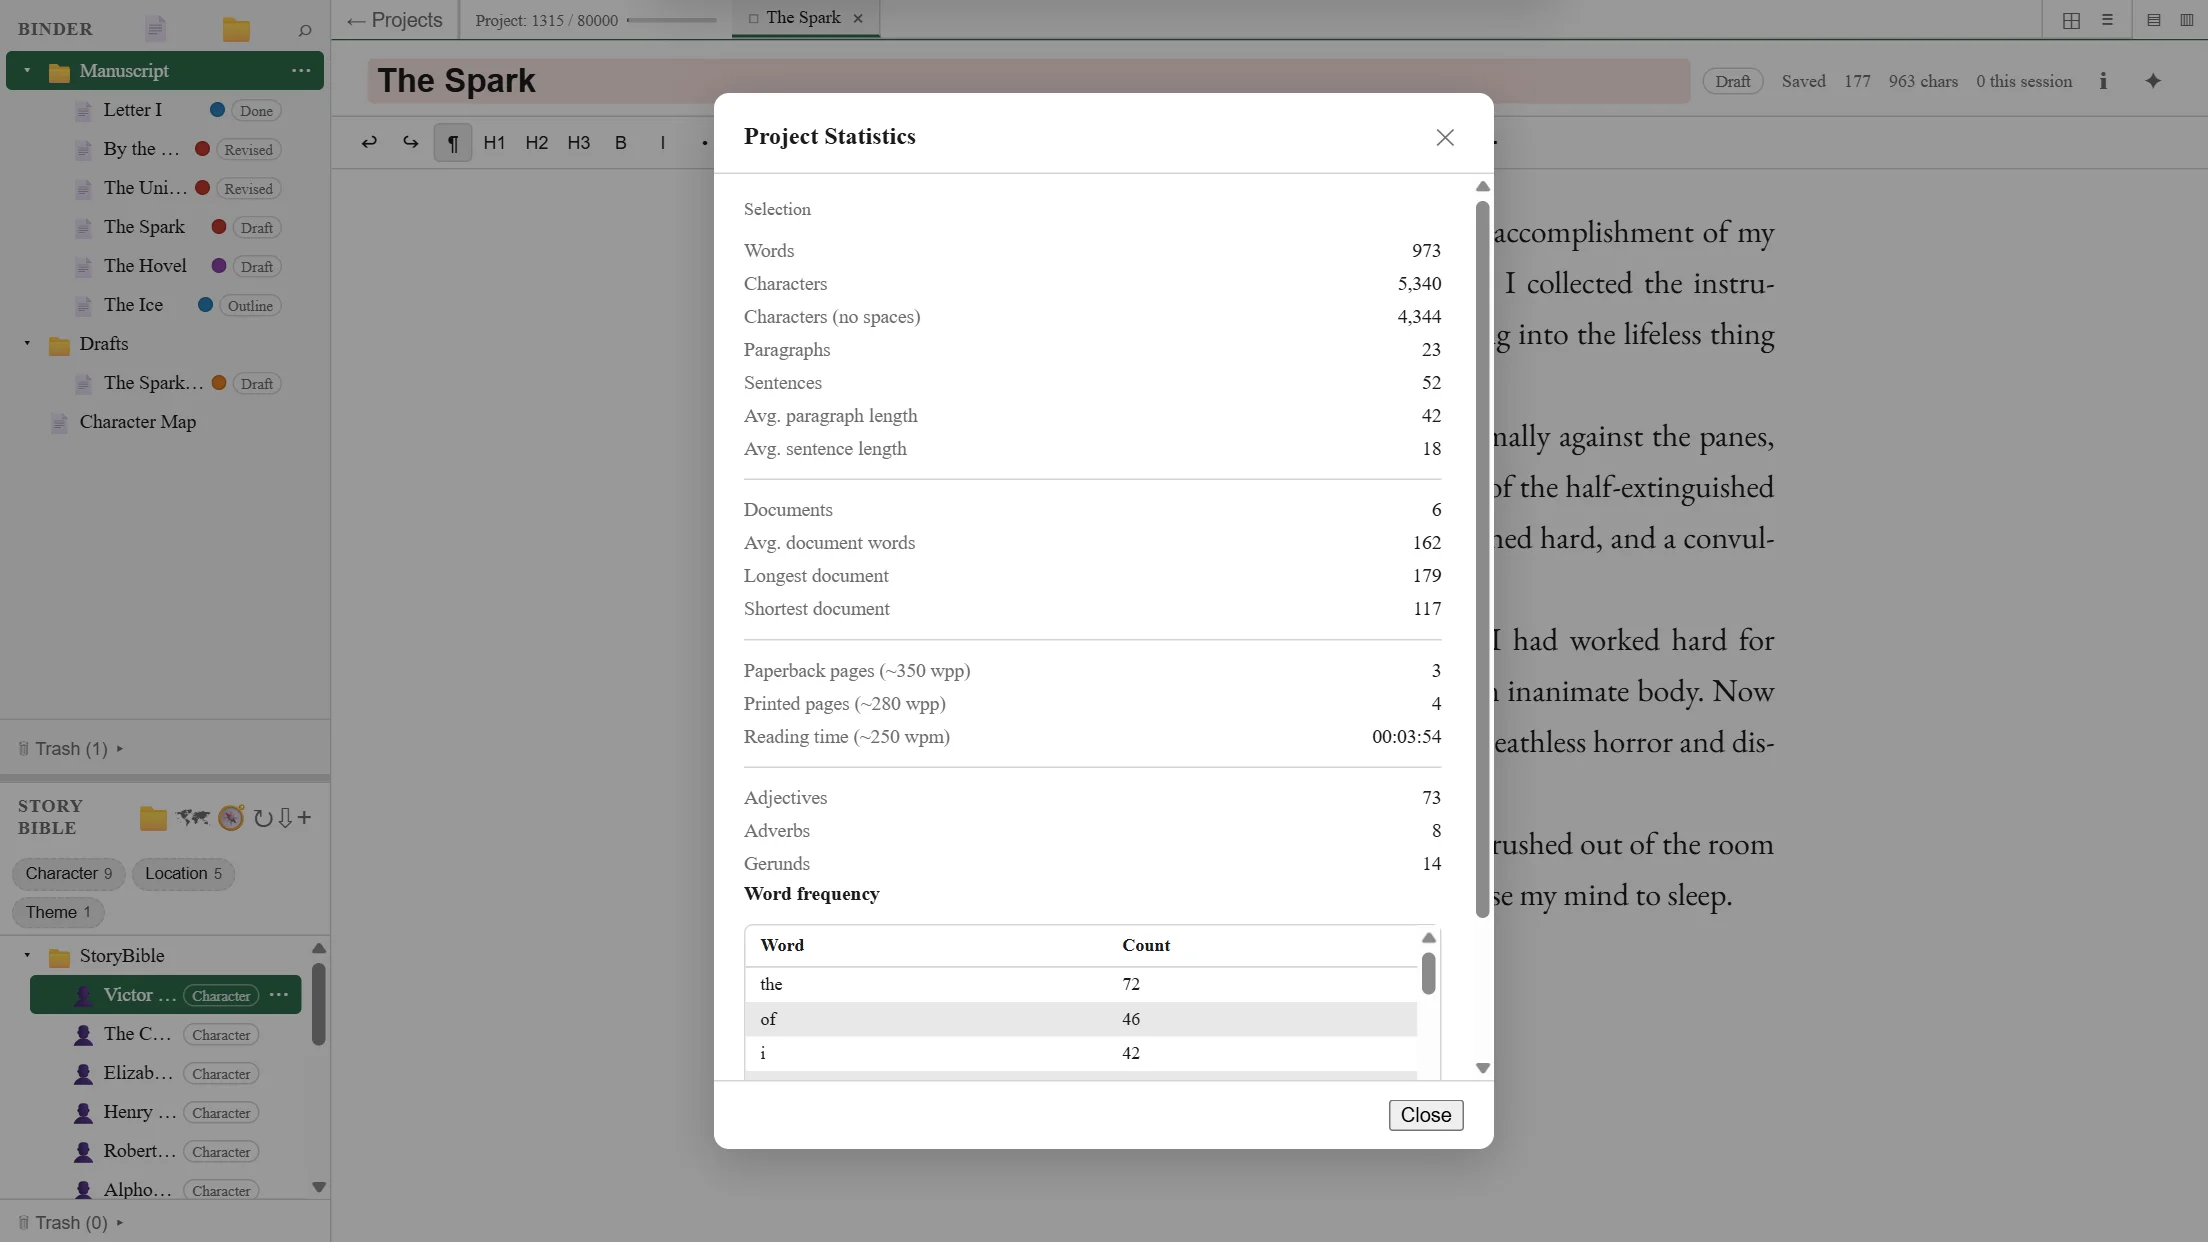 BINDER
Manuscript
Letter I Done
By the ... Revised
The Uni... Revised
The Spark Draft
The Hovel Draft
The Ice Outline
Drafts
The Spark... Draft
Character Map
Trash (1)
STORY BIBLE
Character 9
Location 5
Theme 1
StoryBible
Victor ... Character
The C... Character
Elizab... Character
Henry ... Character
Robert... Character
Alpho... Character
Trash (0)
← Projects
Project: 1315 / 80000
The Spark
The Spark
Draft Saved 177 963 chars 0 this session
¶ H1 H2 H3 B I
accomplishment of my
I collected the instru-
g into the lifeless thing
nally against the panes,
of the half-extinguished
ned hard, and a convul-
I had worked hard for
n inanimate body. Now
eathless horror and dis-
rushed out of the room
se my mind to sleep.
Project Statistics
Selection
Words 973
Characters 5,340
Characters (no spaces) 4,344
Paragraphs 23
Sentences 52
Avg. paragraph length 42
Avg. sentence length 18
Documents 6
Avg. document words 162
Longest document 179
Shortest document 117
Paperback pages (~350 wpp) 3
Printed pages (~280 wpp) 4
Reading time (~250 wpm) 00:03:54
Adjectives 73
Adverbs 8
Gerunds 14
Word frequency
Word Count
the 72
of 46
i 42
Close